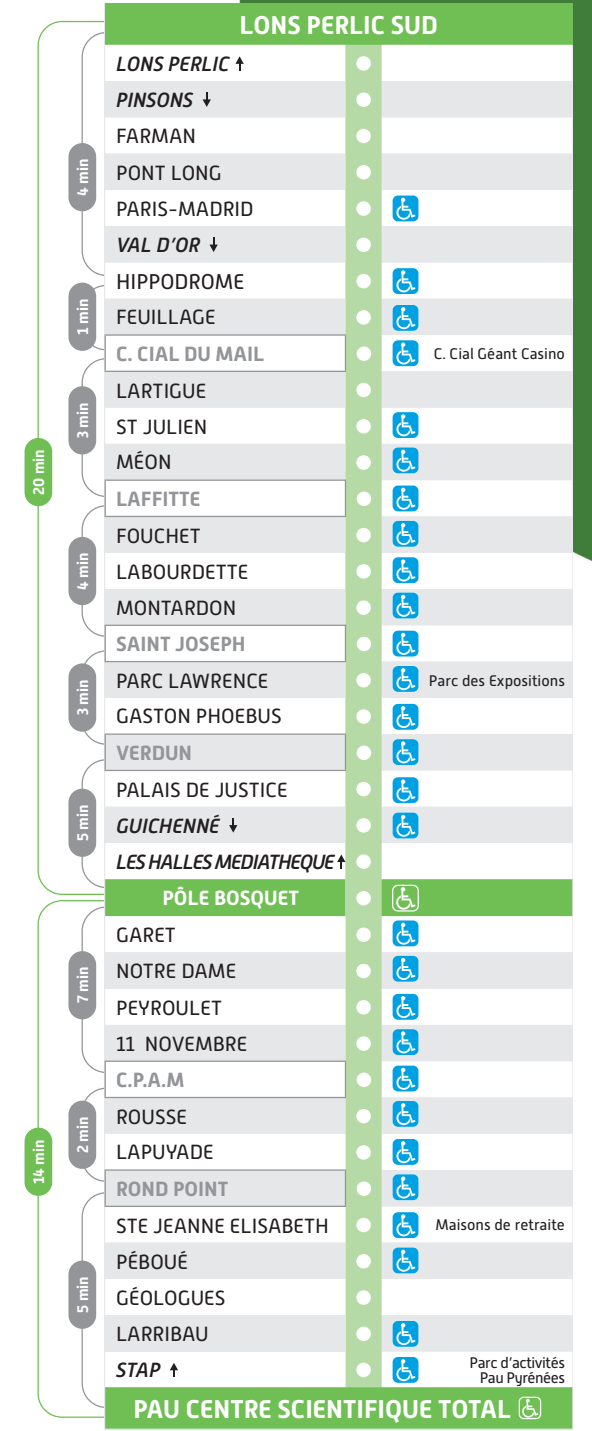 LONS PERLIC SUD
LONS PERLIC ↑
PINSONS ↓
FARMAN
PONT LONG
4 min
PARIS-MADRID
VAL D'OR ↓
HIPPODROME
1 min
FEUILLAGE
C. CIAL DU MAIL C. Cial Géant Casino
LARTIGUE
3 min
ST JULIEN
MÉON
20 min
LAFFITTE
FOUCHET
4 min
LABOURDETTE
MONTARDON
SAINT JOSEPH
PARC LAWRENCE Parc des Expositions
3 min
GASTON PHOEBUS
VERDUN
PALAIS DE JUSTICE
5 min
GUICHENNÉ ↓
LES HALLES MEDIATHEQUE ↑
PÔLE BOSQUET
GARET
NOTRE DAME
7 min
PEYROULET
11 NOVEMBRE
C.P.A.M
ROUSSE
2 min
LAPUYADE
14 min
ROND POINT
STE JEANNE ELISABETH Maisons de retraite
PÉBOUÉ
5 min
GÉOLOGUES
LARRIBAU
STAP ↑ Parc d'activités
Pau Pyrénées
PAU CENTRE SCIENTIFIQUE TOTAL